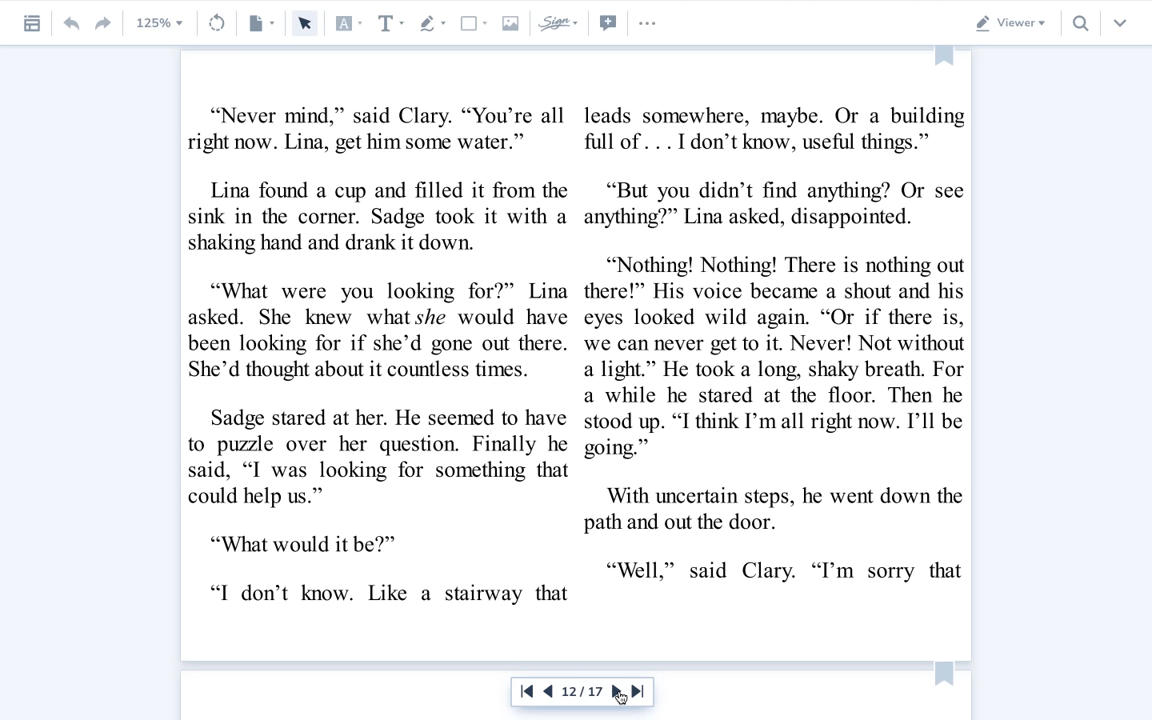 125%
A
T
Sign
Viewer
“Never mind,” said Clary. “You’re all
right now. Lina, get him some water.”
Lina found a cup and filled it from the
sink in the corner. Sadge took it with a
shaking hand and drank it down.
“What were you looking for?” Lina
asked. She knew what she would have
been looking for if she’d gone out there.
She’d thought about it countless times.
Sadge stared at her. He seemed to have
to puzzle over her question. Finally he
said, “I was looking for something that
could help us.”
“What would it be?”
“I don’t know. Like a stairway that
leads somewhere, maybe. Or a building
full of . . . I don’t know, useful things.”
“But you didn’t find anything? Or see
anything?” Lina asked, disappointed.
“Nothing! Nothing! There is nothing out
there!” His voice became a shout and his
eyes looked wild again. “Or if there is,
we can never get to it. Never! Not without
a light.” He took a long, shaky breath. For
a while he stared at the floor. Then he
stood up. “I think I’m all right now. I’ll be
going.”
With uncertain steps, he went down the
path and out the door.
“Well,” said Clary. “I’m sorry that
12 / 17